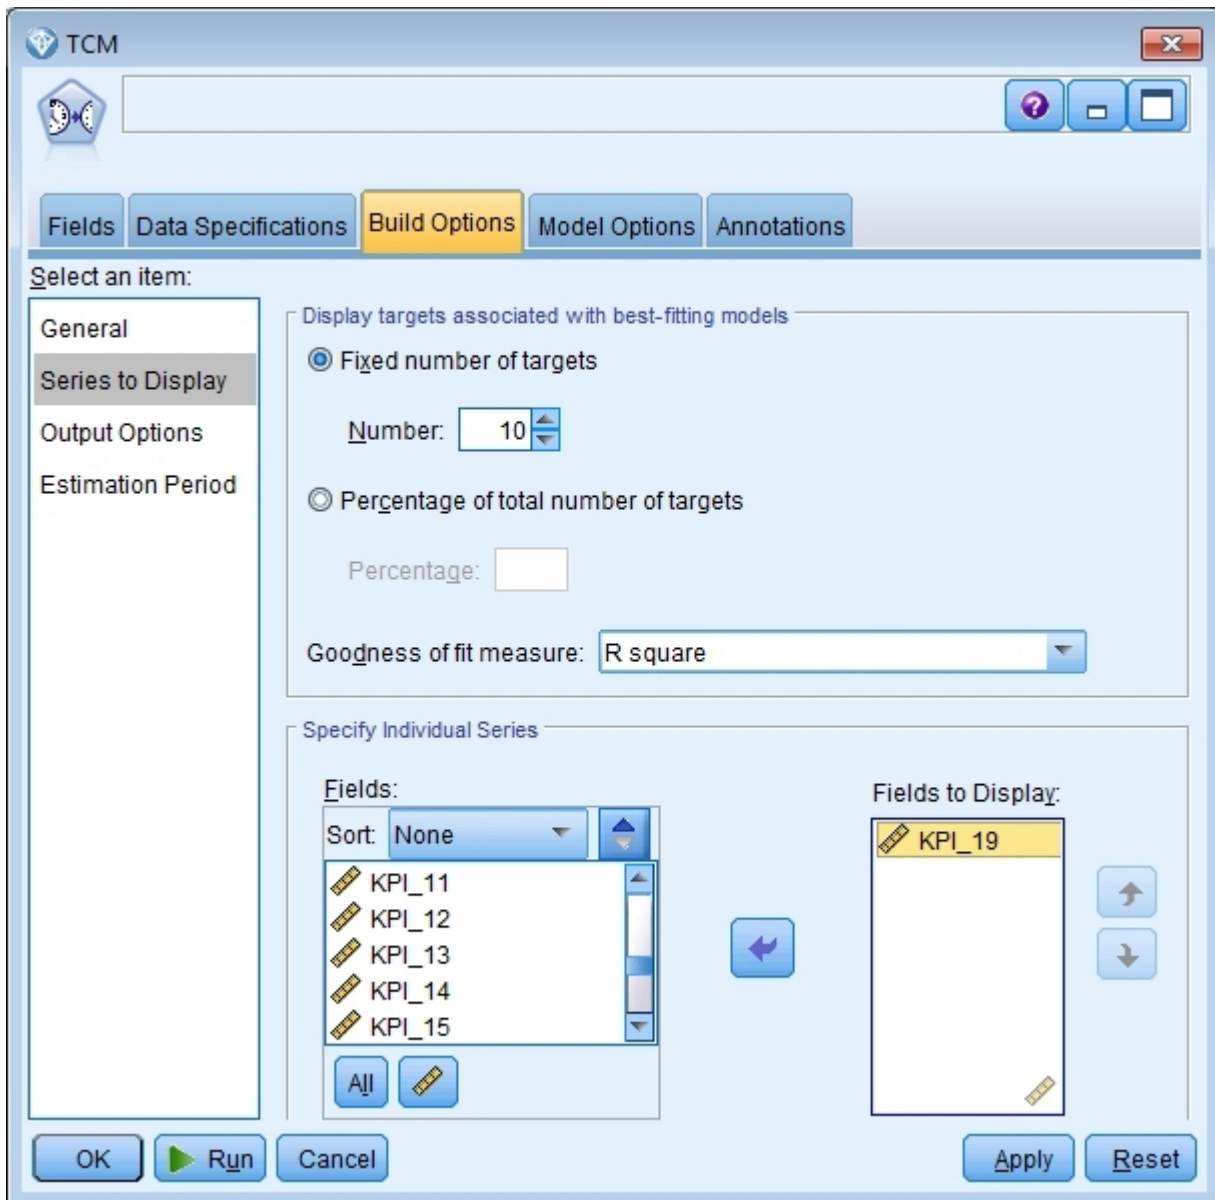 TCM
Fields Data Specifications Build Options Model Options Annotations
Select an item:
General
Series to Display
Output Options
Estimation Period
Display targets associated with best-fitting models
Fixed number of targets
Number: 10
Percentage of total number of targets
Percentage:
Goodness of fit measure: R square
Specify Individual Series
Fields:
Sort: None
KPI_11
KPI_12
KPI_13
KPI_14
KPI_15
All
Fields to Display:
KPI_19
OK Run Cancel Apply Reset